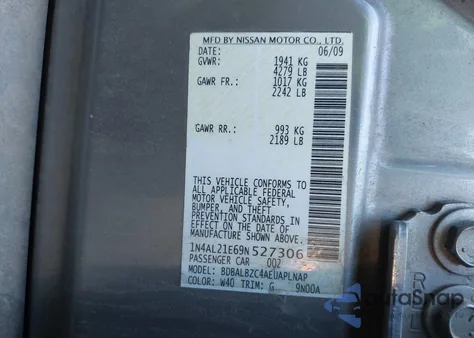 MFD BY NISSAN MOTOR CO., LTD.
DATE: 06/09
GVWR: 1941 KG
4279 LB
GAWR FR.: 1017 KG
2242 LB
GAWR RR.: 993 KG
2189 LB
THIS VEHICLE CONFORMS TO
ALL APPLICABLE FEDERAL
MOTOR VEHICLE SAFETY,
BUMPER, AND THEFT
PREVENTION STANDARDS
IN EFFECT ON THE DATE OF
MANUFACTURE SHOWN ABOVE.
1N4AL21E69N527306
PASSENGER CAR 002
MODEL: BDBALBZC4AEUAPLNAP
COLOR: W40 TRIM: G 9N00A
autoSnap